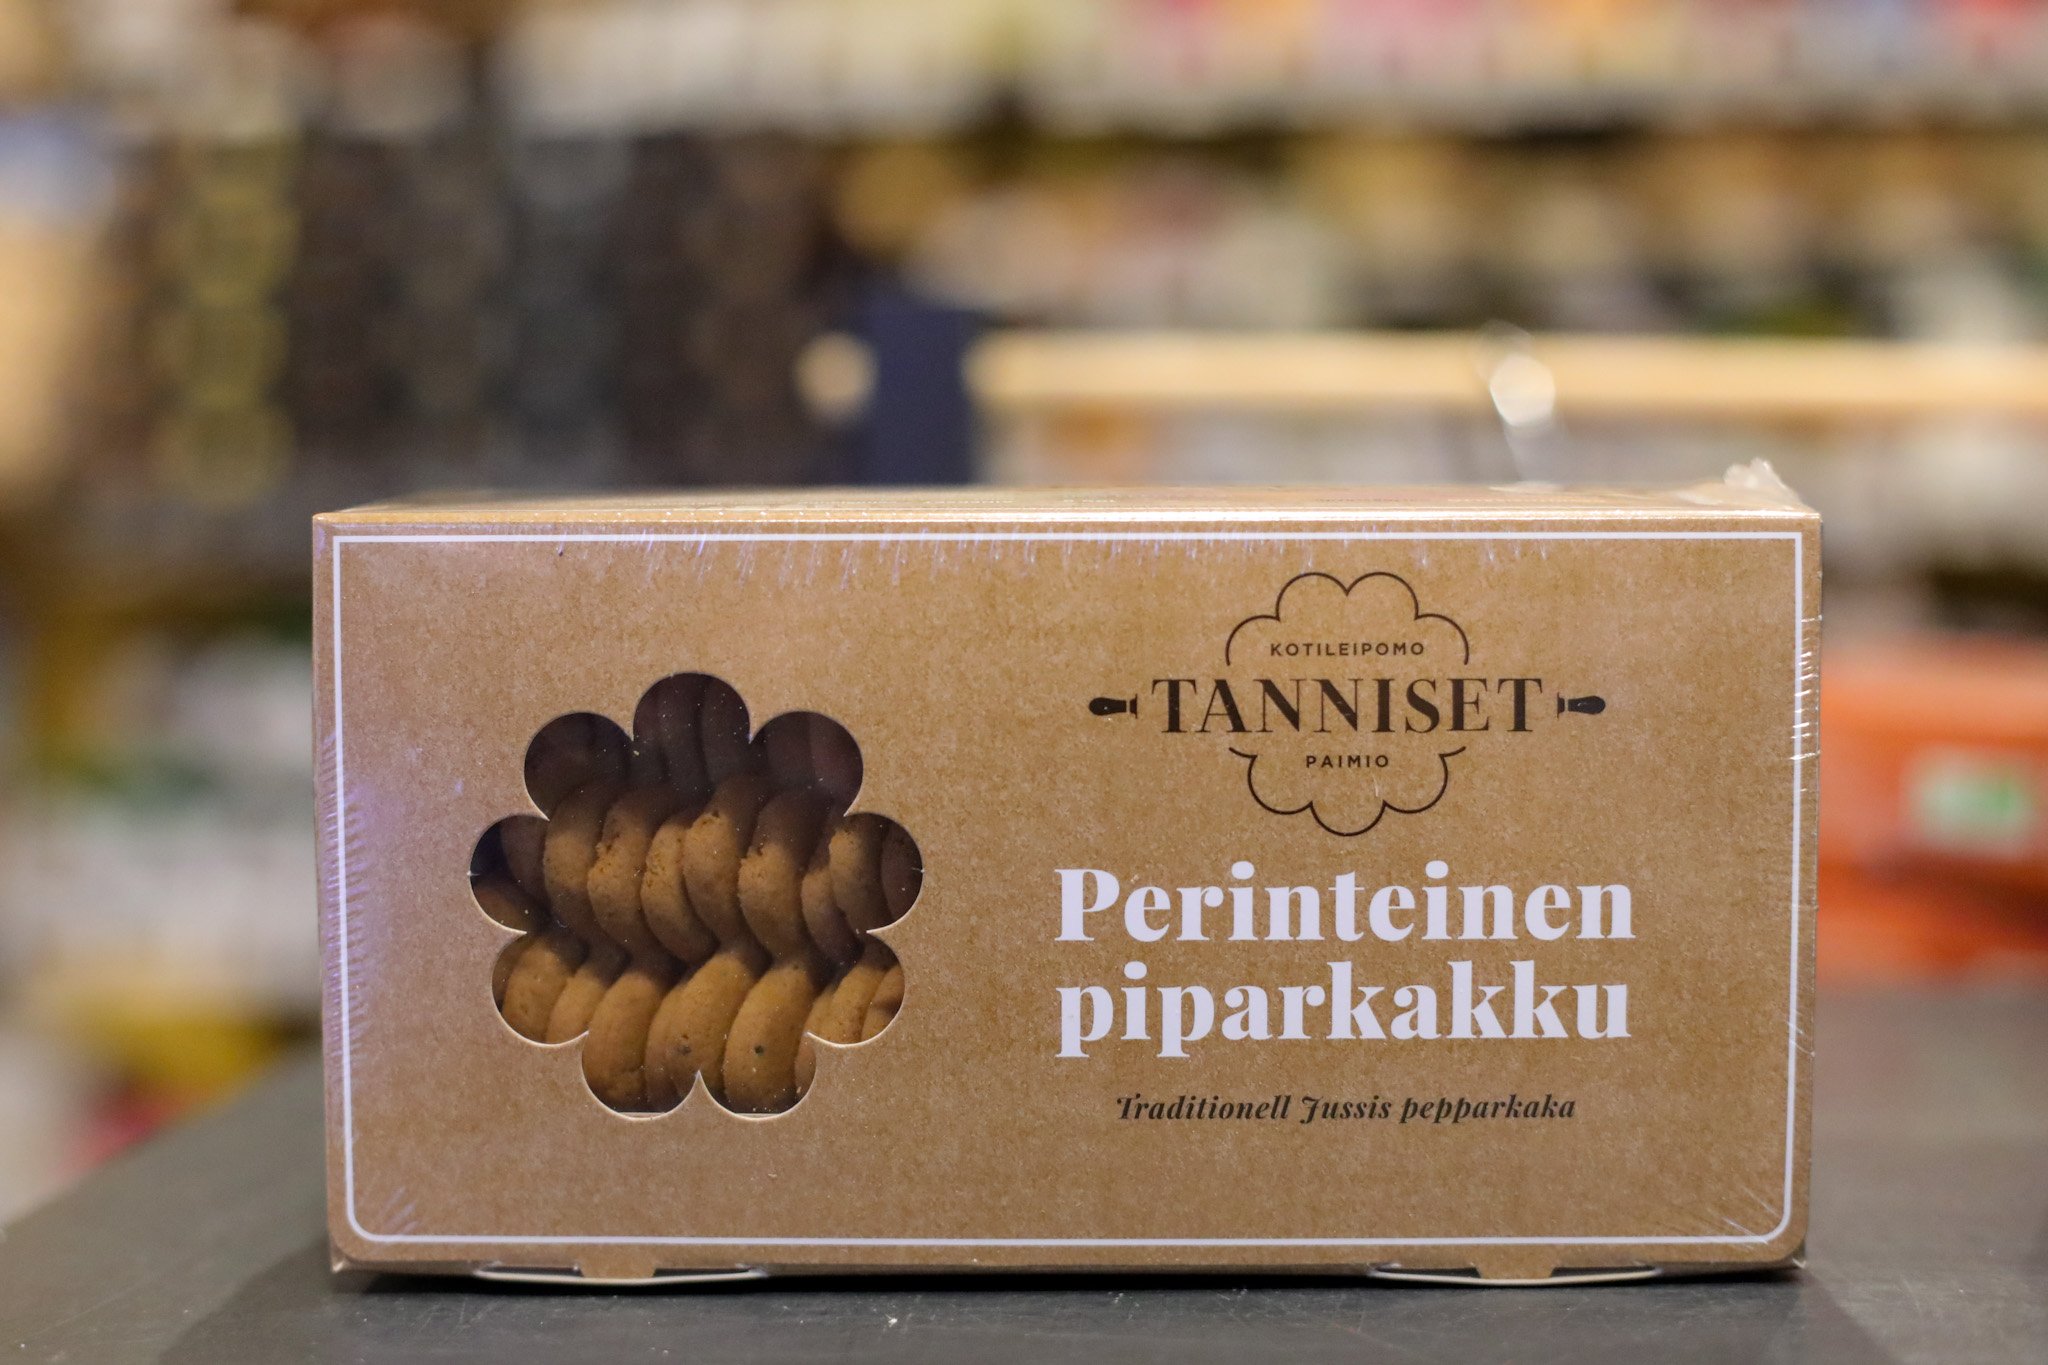 KOTILEIPOMO
TANNISET
PAIMIO
Perinteinen
piparkakku
Traditionell Jussis pepparkaka